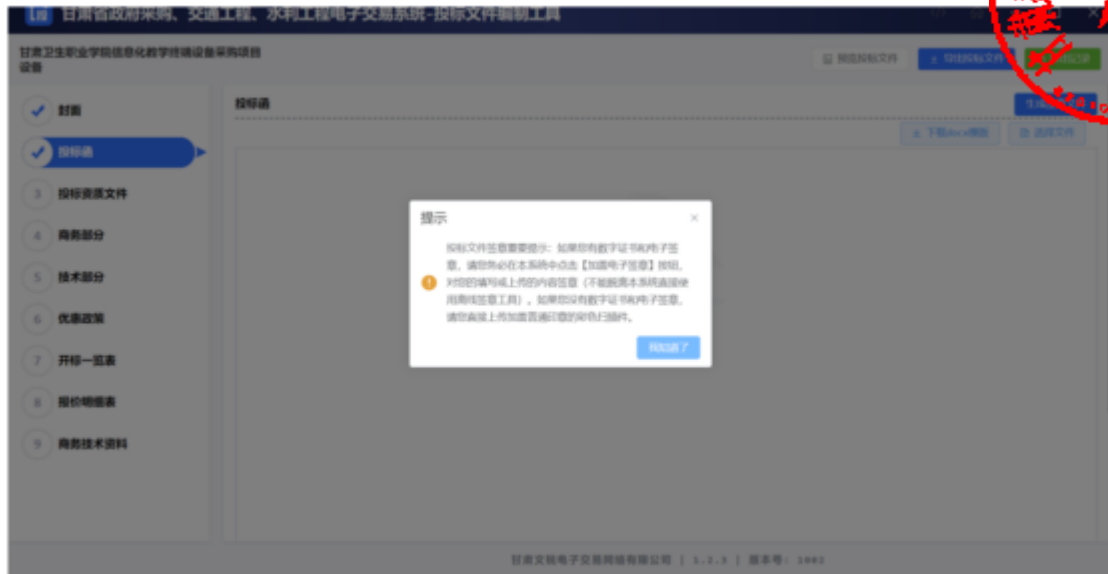 甘肃省政府采购、交通工程、水利工程电子交易系统-投标文件编制工具
甘肃卫生职业学院信息化教学终端设备采购项目
设备
预览投标文件
导出投标文件
封面
投标函
3 投标资质文件
4 商务部分
5 技术部分
6 优惠政策
7 开标一览表
8 报价明细表
9 商务技术资料
投标函
下载docx模板
选择文件
提示
投标文件签章重要提示：如果您有数字证书和电子签
章，请您务必在本系统中点击【加盖电子签章】按钮，
对您的填写或上传的内容签章（不能脱离本系统直接使
用离线签章工具）。如果您没有数字证书和电子签章，
请您直接上传加盖普通印章的彩色扫描件。
我知道了
甘肃文锐电子交易网络有限公司 | 1.2.3 | 版本号: 1002